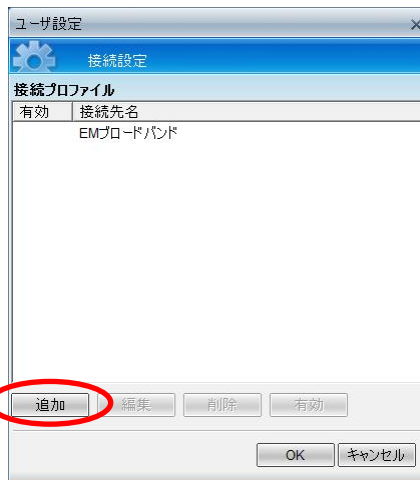 ユーザ設定
接続設定
接続プロファイル
有効 接続先名
EMブロードバンド
追加 編集 削除 有効
OK キャンセル